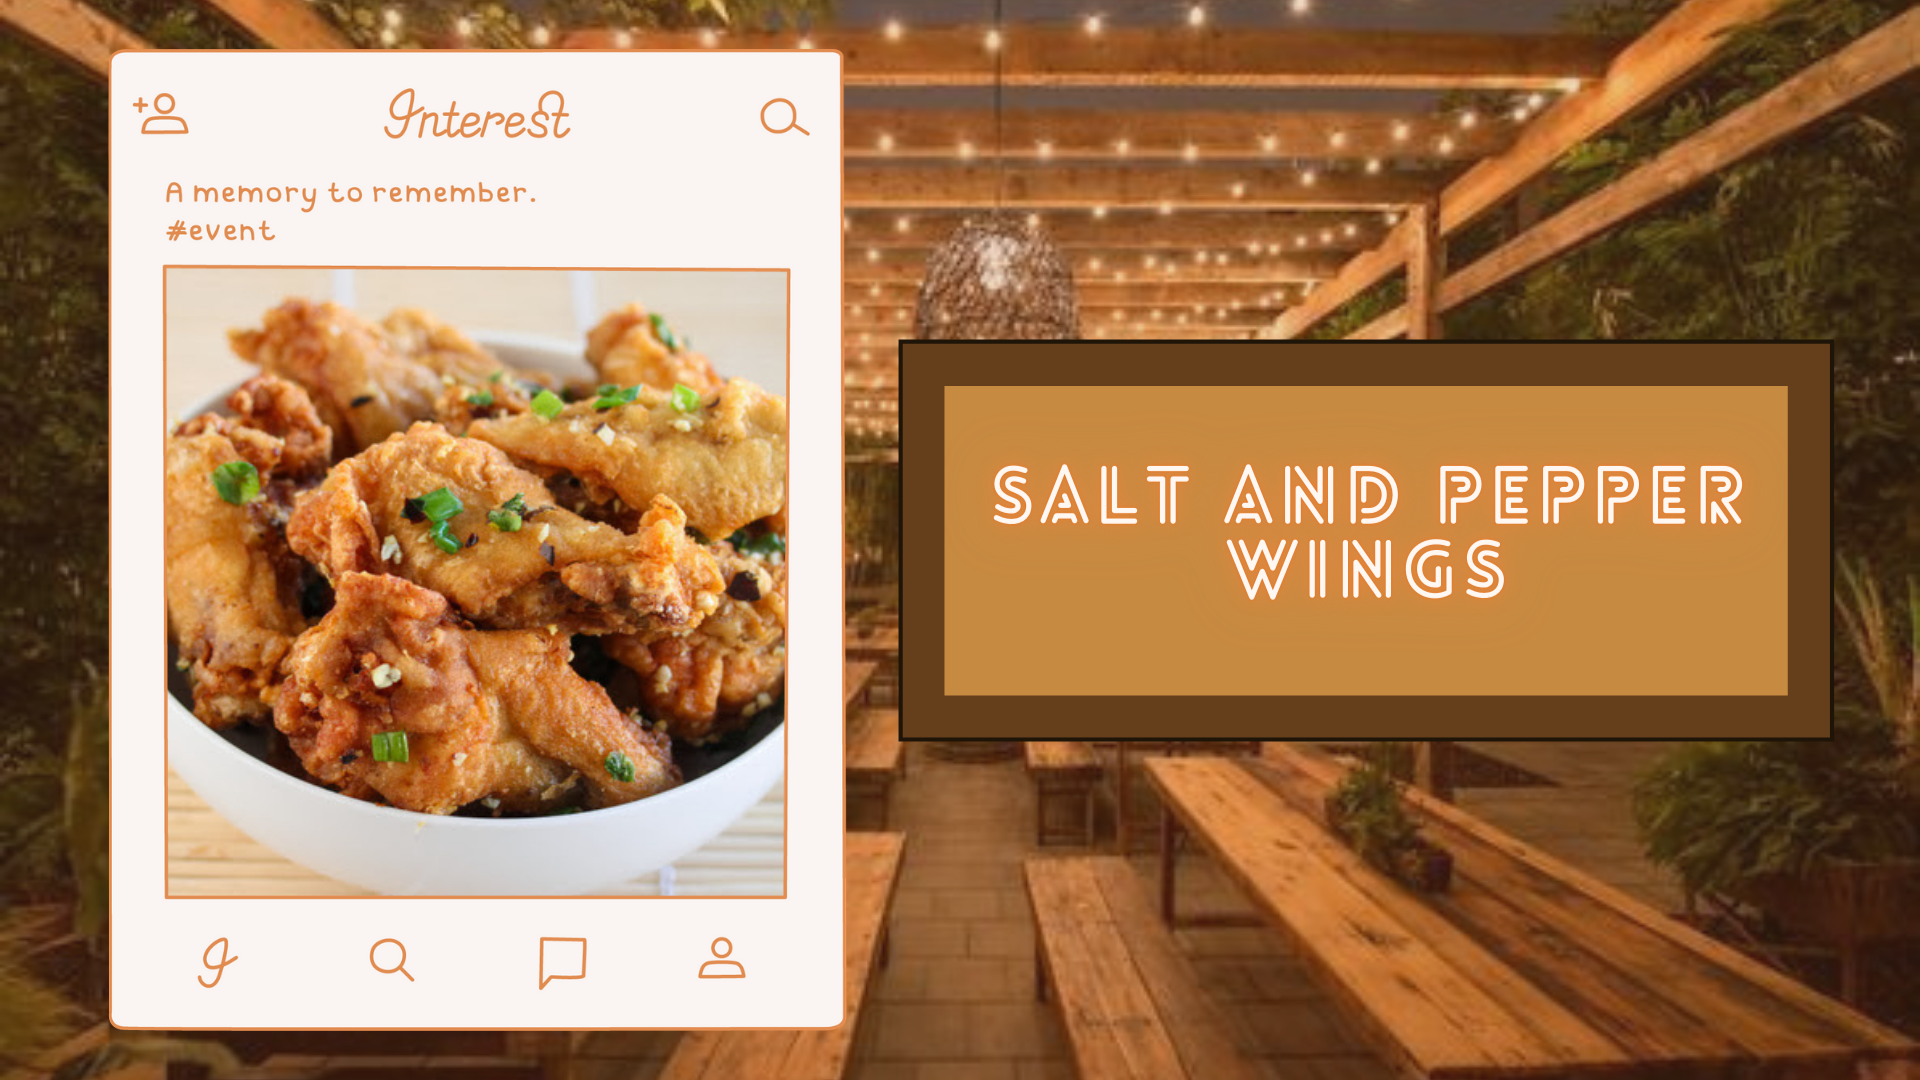 Interest
A memory to remember.
#event
SALT AND PEPPER
WINGS